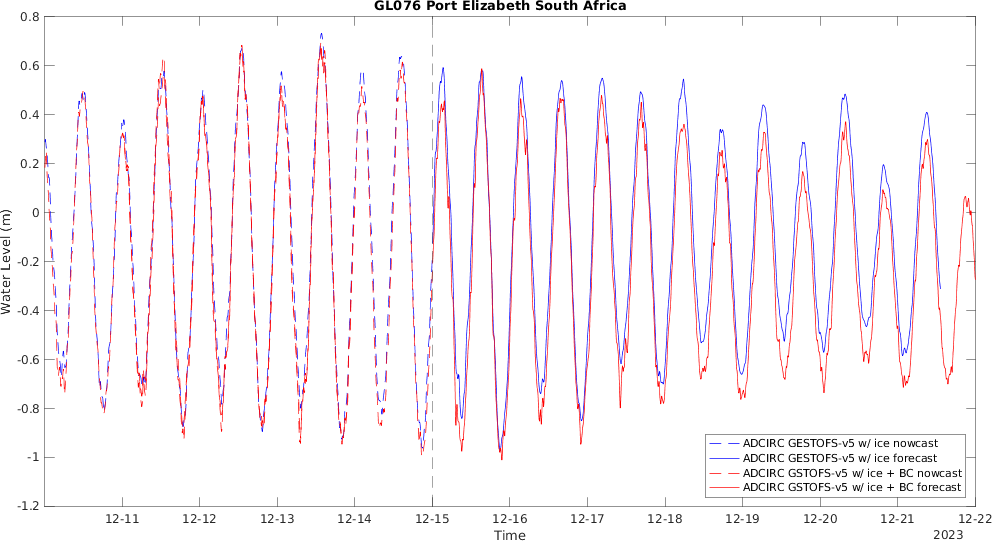 GL076 Port Elizabeth South Africa
0.8
0.6
0.4
0.2
0
-0.2
-0.4
-0.6
-0.8
-1
-1.2
Water Level (m)
ADCIRC GESTOFS-v5 w/ ice nowcast
ADCIRC GESTOFS-v5 w/ ice forecast
ADCIRC GSTOFS-v5 w/ ice + BC nowcast
ADCIRC GSTOFS-v5 w/ ice + BC forecast
12-11 12-12 12-13 12-14 12-15 12-16 12-17 12-18 12-19 12-20 12-21 12-22
Time
2023